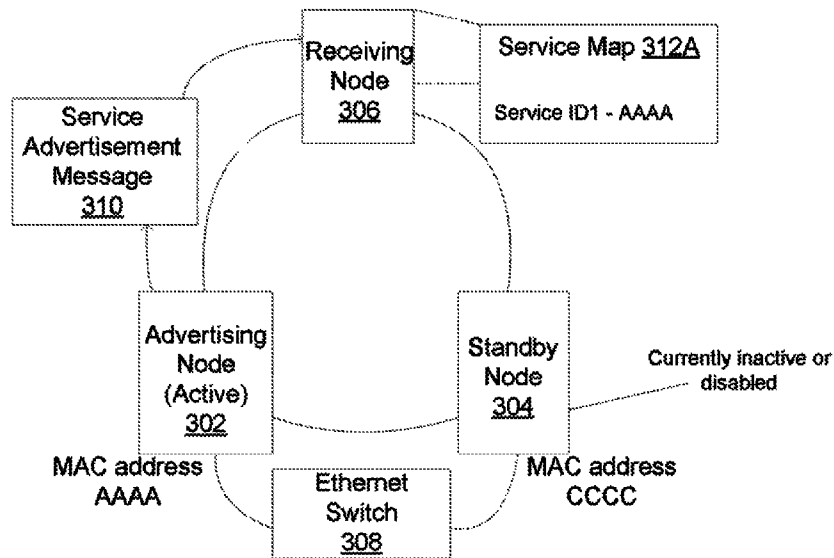 Receiving
Node
306
Service Map 312A
Service ID1 - AAAA
Service
Advertisement
Message
310
Advertising
Node
(Active)
302
Standby
Node
304
Currently inactive or
disabled
MAC address
AAAA
Ethernet
Switch
308
MAC address
CCCC